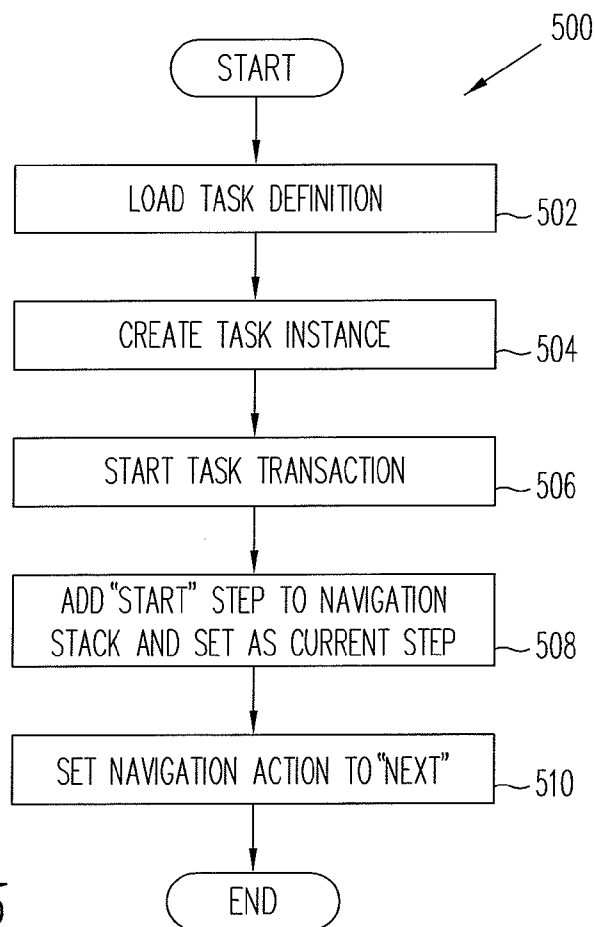 500
START
LOAD TASK DEFINITION
502
CREATE TASK INSTANCE
504
START TASK TRANSACTION
506
ADD "START" STEP TO NAVIGATION
STACK AND SET AS CURRENT STEP
508
SET NAVIGATION ACTION TO "NEXT"
510
END